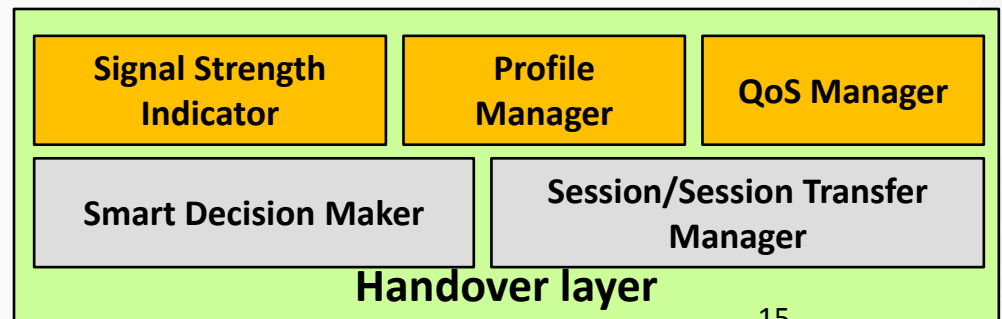 Signal Strength
Indicator
Profile
Manager
QoS Manager
Smart Decision Maker
Session/Session Transfer
Manager
Handover layer
15